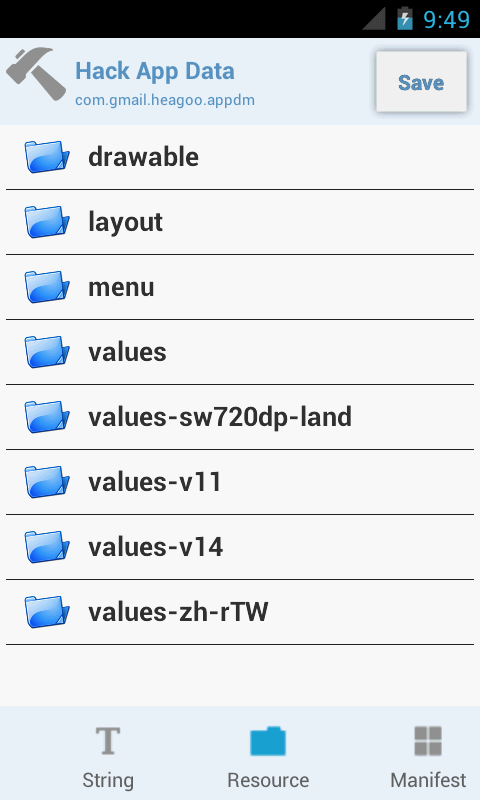 9:49
Hack App Data
com.gmail.heagoo.appdm
Save
drawable
layout
menu
values
values-sw720dp-land
values-v11
values-v14
values-zh-rTW
T
String
Resource
Manifest